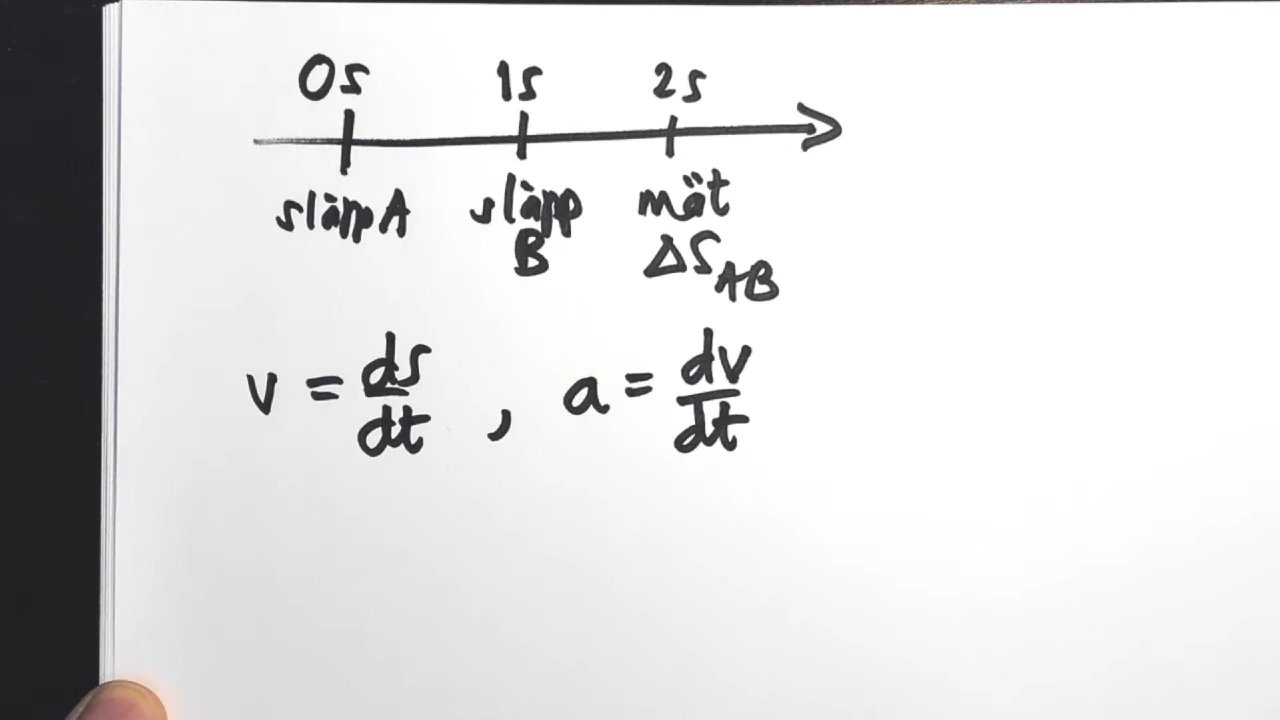 0s 1s 2s
släpp A släpp B mät ΔS_AB
v = ds/dt , a = dv/dt